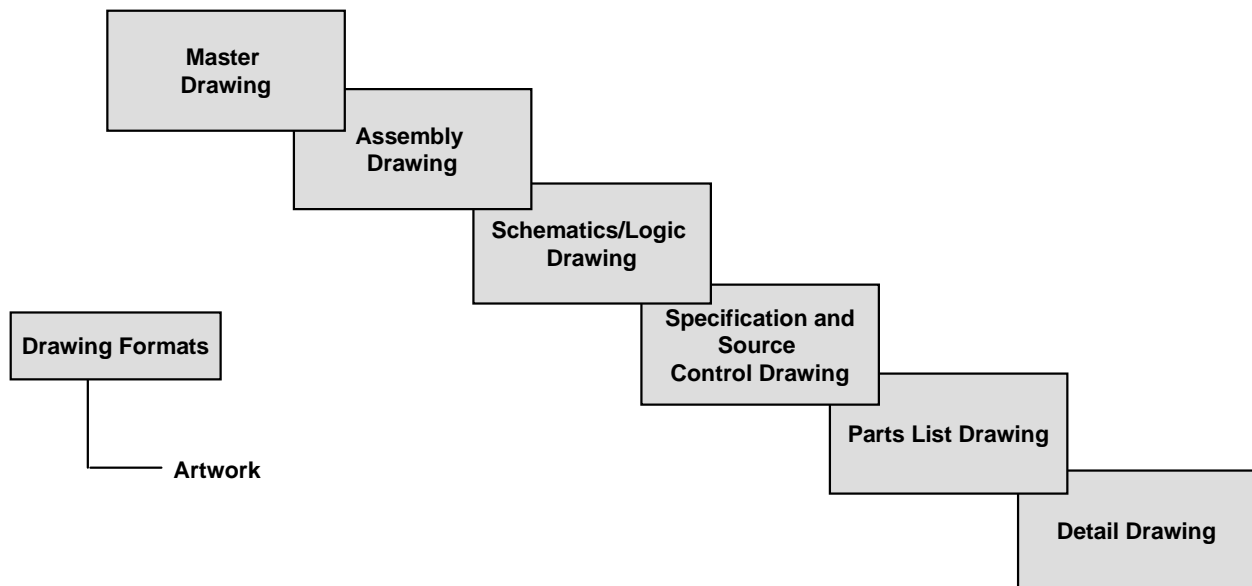 Master
Drawing
Assembly
Drawing
Schematics/Logic
Drawing
Specification and
Source
Control Drawing
Drawing Formats
Parts List Drawing
Artwork
Detail Drawing